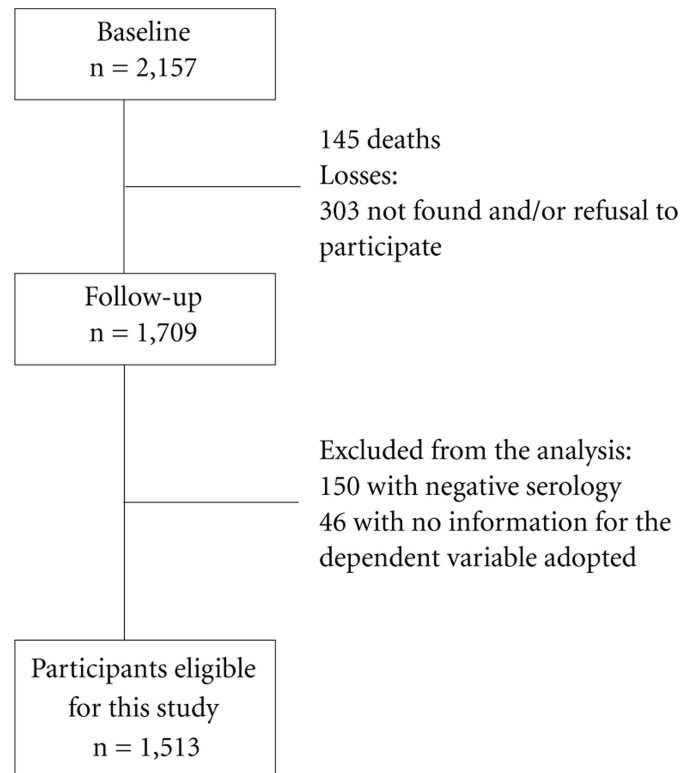 Baseline
n = 2,157
145 deaths
Losses:
303 not found and/or refusal to
participate
Follow-up
n = 1,709
Excluded from the analysis:
150 with negative serology
46 with no information for the
dependent variable adopted
Participants eligible
for this study
n = 1,513